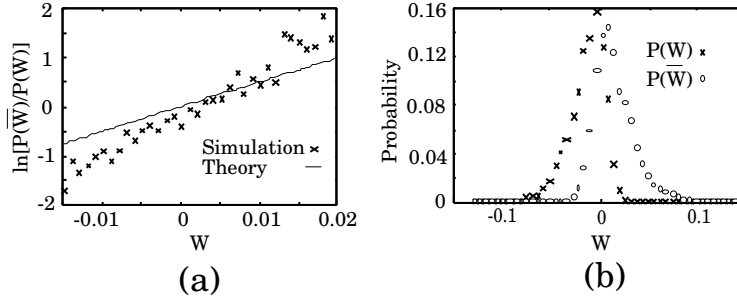 2
1
0
-1
-2
ln[P(W̅)/P(W)]
Simulation ×
Theory —
-0.01
0
0.01
0.02
W
(a)
0.16
0.12
0.08
0.04
0
Probability
P(W) ×
P(W̅) o
-0.1
0
0.1
W
(b)